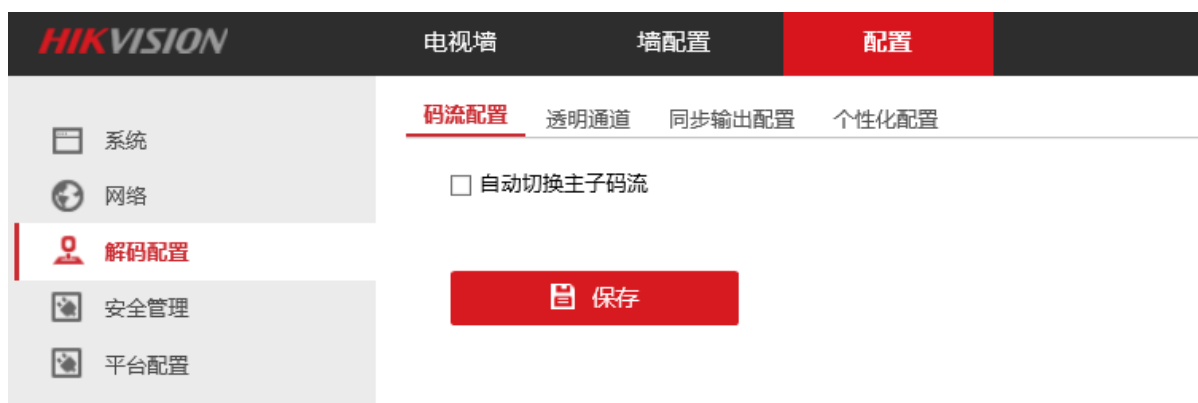 HIKVISION 电视墙 墙配置 配置
码流配置 透明通道 同步输出配置 个性化配置
系统
自动切换主子码流
网络
解码配置
安全管理
保存
平台配置